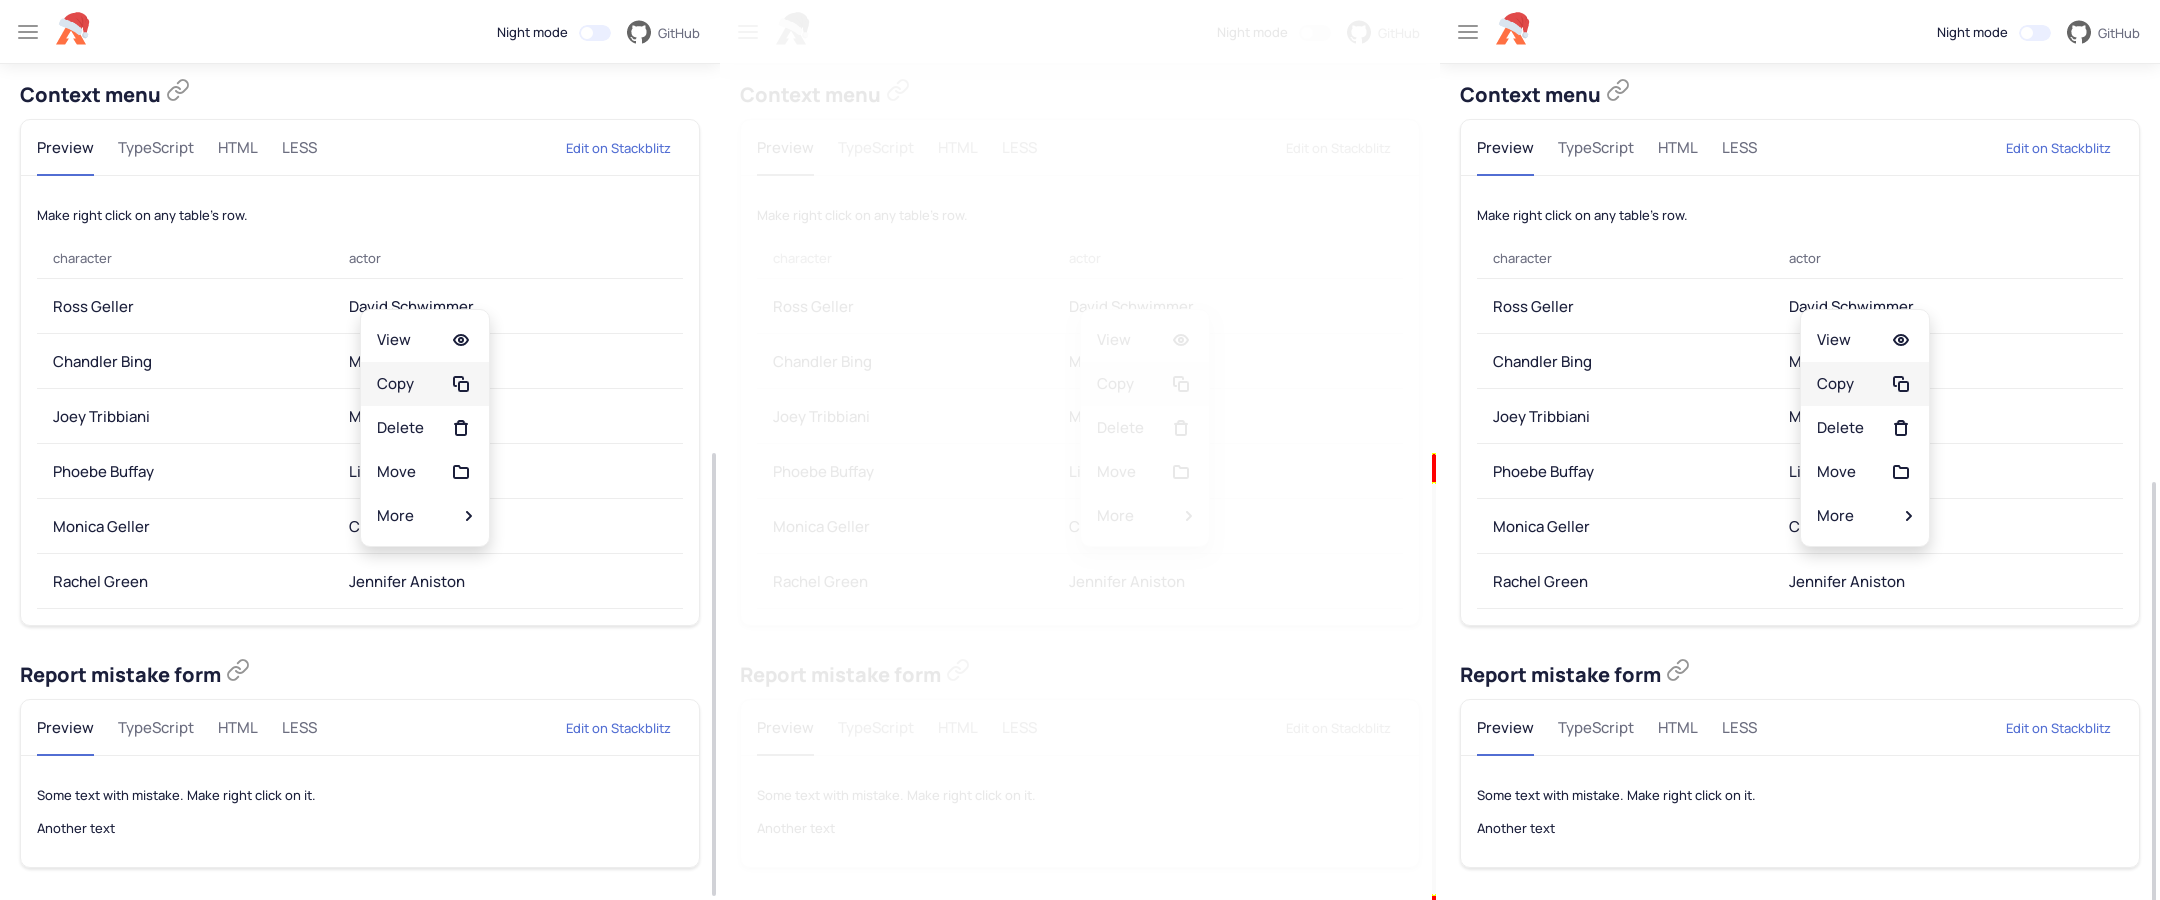 Night mode GitHub
Context menu
Preview TypeScript HTML LESS Edit on Stackblitz
Make right click on any table's row.
character actor
Ross Geller David Schwimmer
Chandler Bing M
Joey Tribbiani M
Phoebe Buffay Li
Monica Geller C
Rachel Green Jennifer Aniston
View
Copy
Delete
Move
More
Report mistake form
Preview TypeScript HTML LESS Edit on Stackblitz
Some text with mistake. Make right click on it.
Another text
Night mode GitHub
Context menu
Preview TypeScript HTML LESS Edit on Stackblitz
Make right click on any table's row.
character actor
Ross Geller David Schwimmer
Chandler Bing M
Joey Tribbiani M
Phoebe Buffay Li
Monica Geller C
Rachel Green Jennifer Aniston
View
Copy
Delete
Move
More
Report mistake form
Preview TypeScript HTML LESS Edit on Stackblitz
Some text with mistake. Make right click on it.
Another text
Night mode GitHub
Context menu
Preview TypeScript HTML LESS Edit on Stackblitz
Make right click on any table's row.
character actor
Ross Geller David Schwimmer
Chandler Bing M
Joey Tribbiani M
Phoebe Buffay Li
Monica Geller C
Rachel Green Jennifer Aniston
View
Copy
Delete
Move
More
Report mistake form
Preview TypeScript HTML LESS Edit on Stackblitz
Some text with mistake. Make right click on it.
Another text